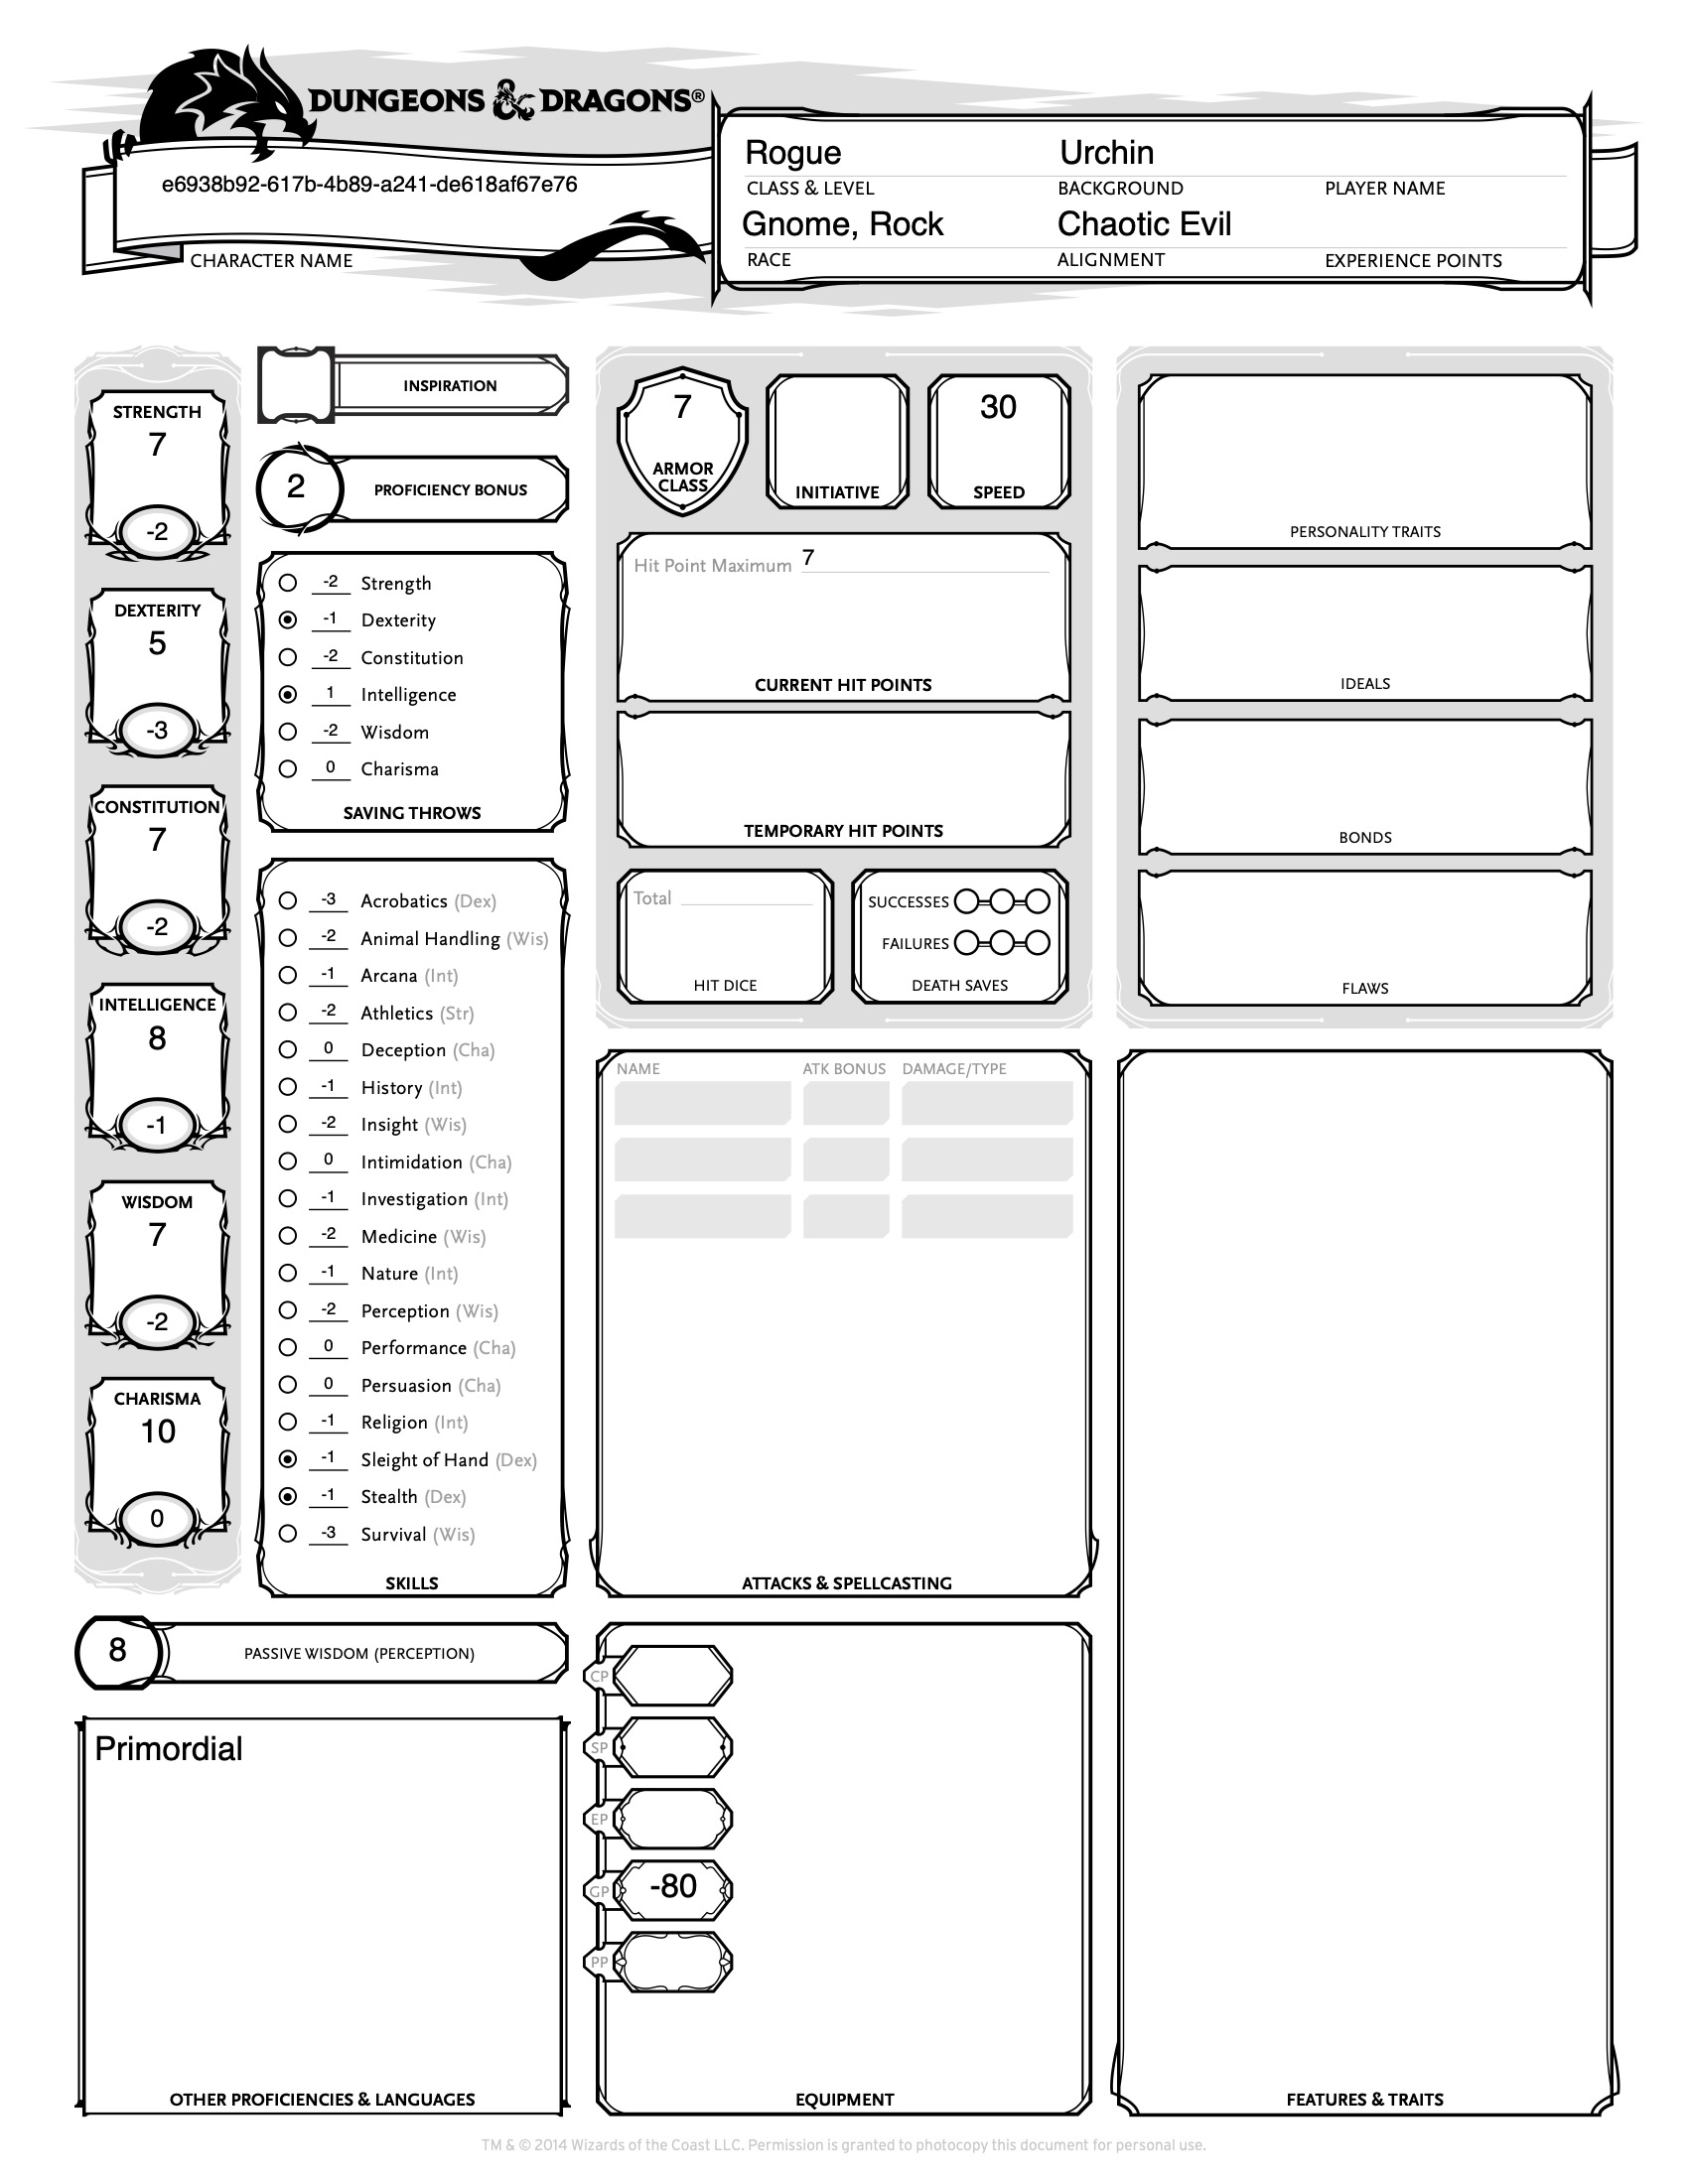 DUNGEONS & DRAGONS®
e6938b92-617b-4b89-a241-de618af67e76
CHARACTER NAME
Rogue Urchin
CLASS & LEVEL BACKGROUND PLAYER NAME
Gnome, Rock Chaotic Evil
RACE ALIGNMENT EXPERIENCE POINTS
STRENGTH
7
-2
DEXTERITY
5
-3
CONSTITUTION
7
-2
INTELLIGENCE
8
-1
WISDOM
7
-2
CHARISMA
10
0
INSPIRATION
2 PROFICIENCY BONUS
-2 Strength
-1 Dexterity
-2 Constitution
1 Intelligence
-2 Wisdom
0 Charisma
SAVING THROWS
-3 Acrobatics (Dex)
-2 Animal Handling (Wis)
-1 Arcana (Int)
-2 Athletics (Str)
0 Deception (Cha)
-1 History (Int)
-2 Insight (Wis)
0 Intimidation (Cha)
-1 Investigation (Int)
-2 Medicine (Wis)
-1 Nature (Int)
-2 Perception (Wis)
0 Performance (Cha)
0 Persuasion (Cha)
-1 Religion (Int)
-1 Sleight of Hand (Dex)
-1 Stealth (Dex)
-3 Survival (Wis)
SKILLS
8 PASSIVE WISDOM (PERCEPTION)
Primordial
OTHER PROFICIENCIES & LANGUAGES
7
ARMOR
CLASS
INITIATIVE
30
SPEED
Hit Point Maximum 7
CURRENT HIT POINTS
TEMPORARY HIT POINTS
Total
HIT DICE
SUCCESSES
FAILURES
DEATH SAVES
NAME ATK BONUS DAMAGE/TYPE
ATTACKS & SPELLCASTING
CP
SP
EP
GP -80
PP
EQUIPMENT
PERSONALITY TRAITS
IDEALS
BONDS
FLAWS
FEATURES & TRAITS
TM & © 2014 Wizards of the Coast LLC. Permission is granted to photocopy this document for personal use.